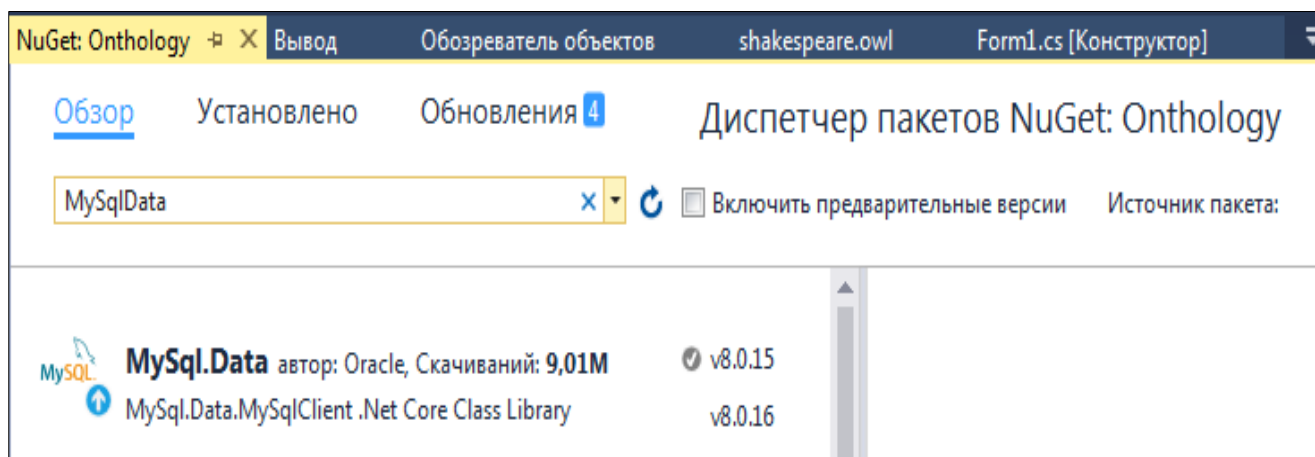 NuGet: Onthology Вывод Обозреватель объектов shakespeare.owl Form1.cs [Конструктор]
Обзор Установлено Обновления 4 Диспетчер пакетов NuGet: Onthology
MySqlData Включить предварительные версии Источник пакета:
MySQL MySql.Data автор: Oracle, Скачиваний: 9,01M v8.0.15
MySql.Data.MySqlClient .Net Core Class Library v8.0.16